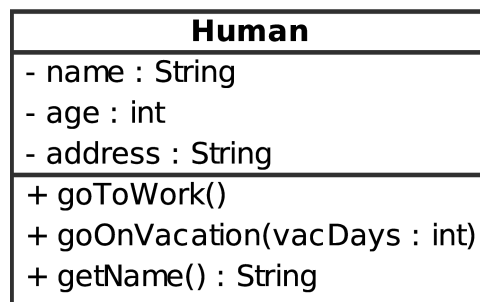 Human
- name : String
- age : int
- address : String
+ goToWork()
+ goOnVacation(vacDays : int)
+ getName() : String